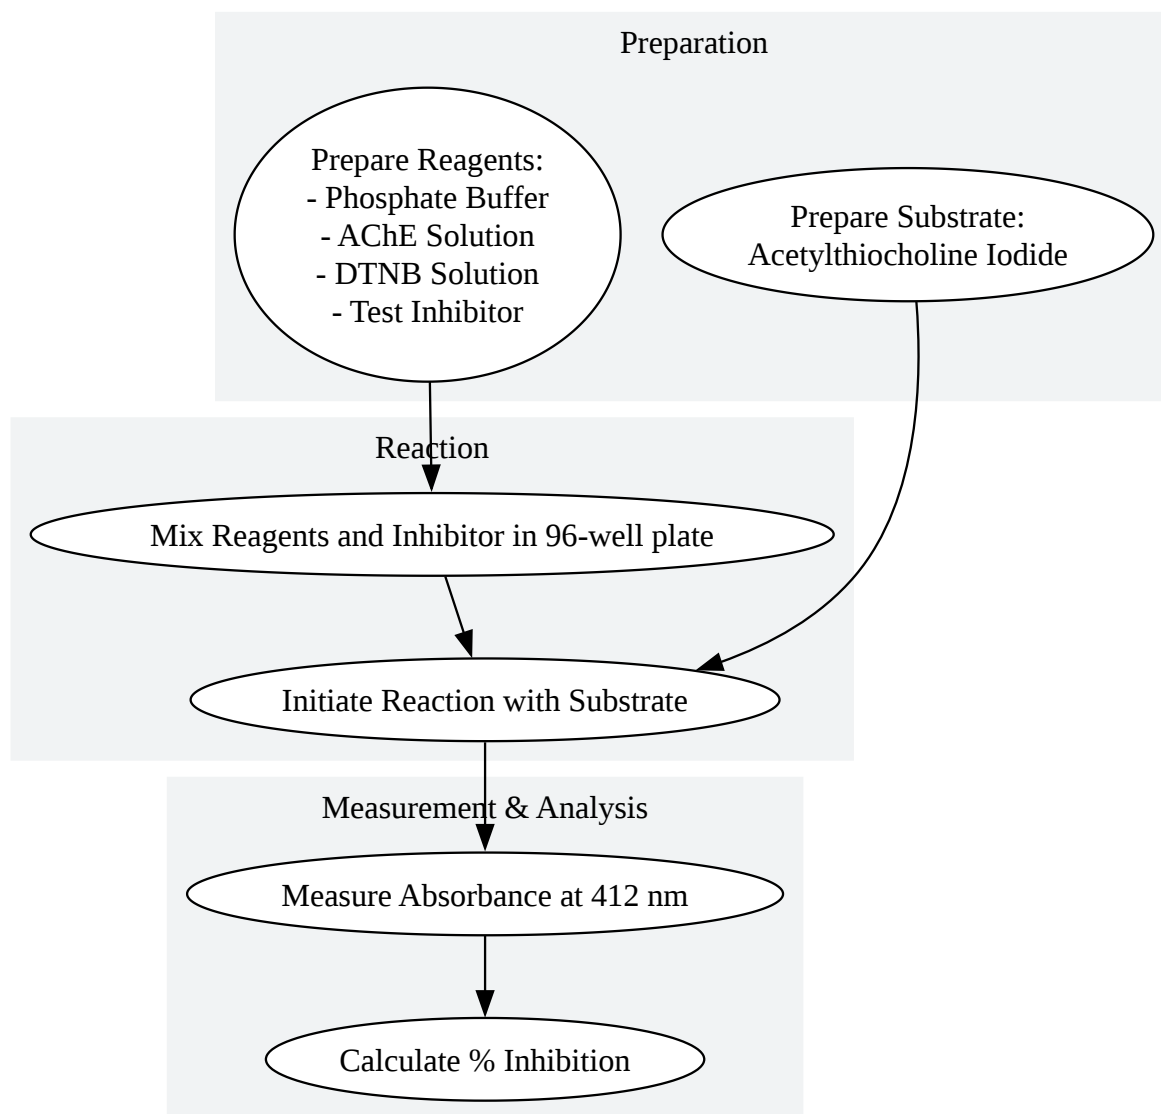 Preparation
Prepare Reagents:
- Phosphate Buffer
- AChE Solution
- DTNB Solution
- Test Inhibitor
Prepare Substrate:
Acetylthiocholine Iodide
Reaction
Mix Reagents and Inhibitor in 96-well plate
Initiate Reaction with Substrate
Measurement & Analysis
Measure Absorbance at 412 nm
Calculate % Inhibition